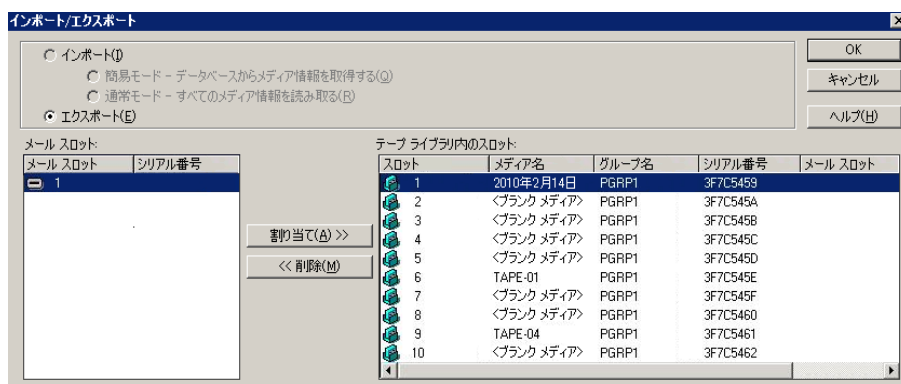 インポート/エクスポート
インポート(I)
簡易モード - データベースからメディア情報を取得する(Q)
通常モード - すべてのメディア情報を読み取る(R)
エクスポート(E)
OK
キャンセル
ヘルプ(H)
メール スロット:
メール スロット シリアル番号
1
割り当て(A) >>
<< 削除(M)
テープ ライブラリ内のスロット:
スロット メディア名 グループ名 シリアル番号 メール スロット
1 2010年2月14日 PGRP1 3F7C5459
2 <ブランク メディア> PGRP1 3F7C545A
3 <ブランク メディア> PGRP1 3F7C545B
4 <ブランク メディア> PGRP1 3F7C545C
5 <ブランク メディア> PGRP1 3F7C545D
6 TAPE-01 PGRP1 3F7C545E
7 <ブランク メディア> PGRP1 3F7C545F
8 <ブランク メディア> PGRP1 3F7C5460
9 TAPE-04 PGRP1 3F7C5461
10 <ブランク メディア> PGRP1 3F7C5462